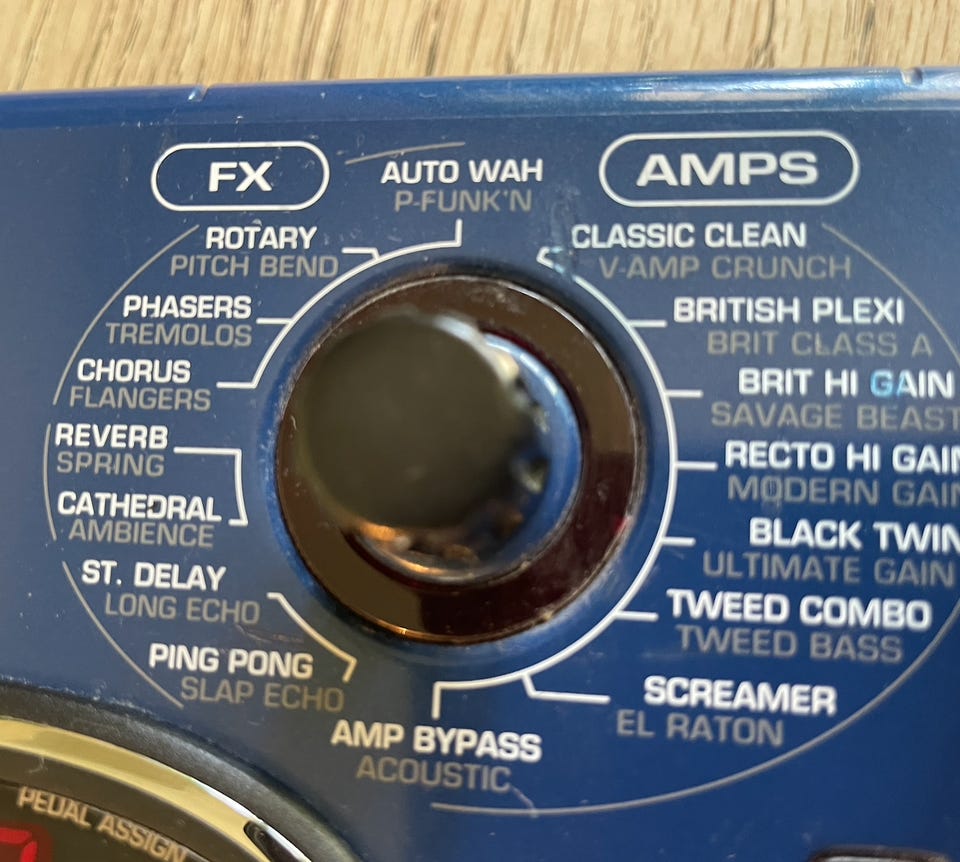 FX
AUTO WAH
P-FUNK'N
AMPS
ROTARY
PITCH BEND
PHASERS
TREMOLOS
CHORUS
FLANGERS
REVERB
SPRING
CATHEDRAL
AMBIENCE
ST. DELAY
LONG ECHO
PING PONG
SLAP ECHO
CLASSIC CLEAN
V-AMP CRUNCH
BRITISH PLEXI
BRIT CLASS A
BRIT HI GAIN
SAVAGE BEAST
RECTO HI GAIN
MODERN GAIN
BLACK TWIN
ULTIMATE GAIN
TWEED COMBO
TWEED BASS
SCREAMER
EL RATON
AMP BYPASS
ACOUSTIC
PEDAL ASSIGN